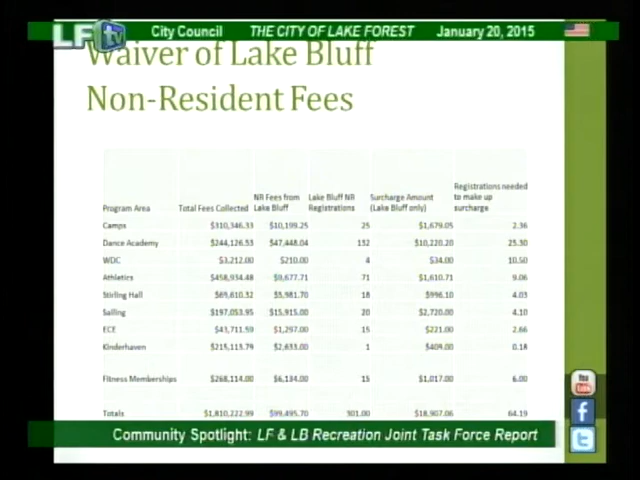 LF tv
City Council THE CITY OF LAKE FOREST January 20, 2015
Waiver of Lake Bluff
Non-Resident Fees
Program Area Total Fees Collected NR Fees from Lake Bluff Lake Bluff NR Registrations Surcharge Amount (Lake Bluff only) Registrations needed to make up surcharge
Camps $310,346.33 $10,199.25 25 $1,679.05 2.36
Dance Academy $244,126.53 $47,448.04 132 $10,220.20 25.30
WDC $3,212.00 $210.00 4 $34.00 10.50
Athletics $458,934.48 $9,677.71 71 $1,610.71 9.06
Stirling Hall $69,610.32 $5,981.70 18 $996.10 4.03
Sailing $197,053.95 $15,915.00 20 $2,720.00 4.10
ECE $43,711.59 $1,297.00 15 $221.00 2.66
Kinderhaven $215,113.79 $2,633.00 1 $409.00 0.18
Fitness Memberships $268,114.00 $6,134.00 15 $1,017.00 6.00
Totals $1,810,222.99 $99,495.70 301.00 $18,907.06 64.19
You Tube
f
Community Spotlight: LF & LB Recreation Joint Task Force Report